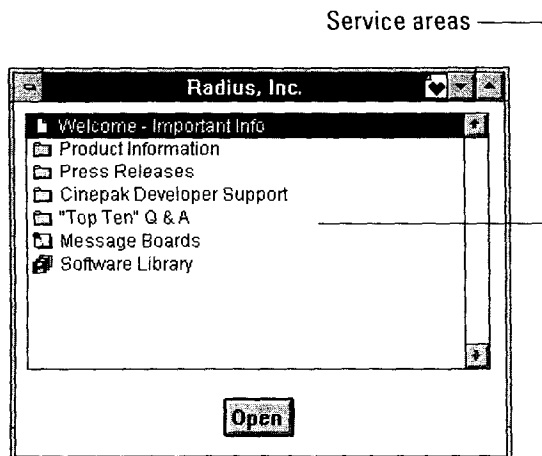 Service areas
Radius, Inc.
Welcome - Important Info
Product Information
Press Releases
Cinepak Developer Support
"Top Ten" Q & A
Message Boards
Software Library
Open